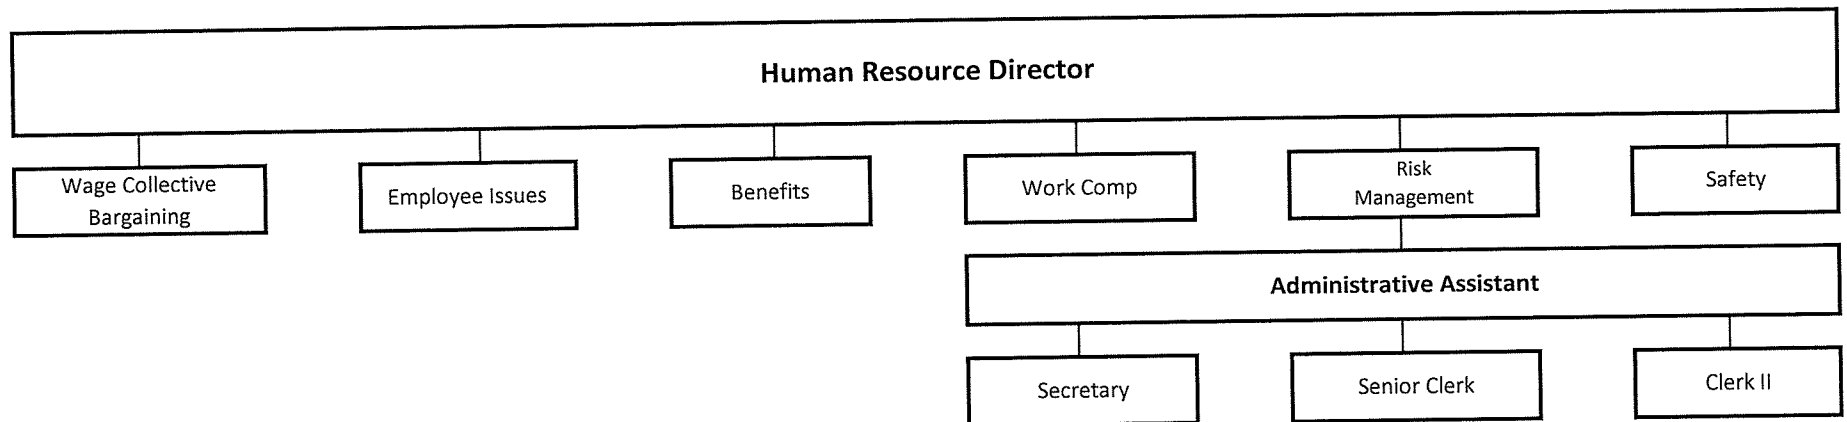 Human Resource Director
Wage Collective
Bargaining
Employee Issues
Benefits
Work Comp
Risk
Management
Safety
Administrative Assistant
Secretary
Senior Clerk
Clerk II